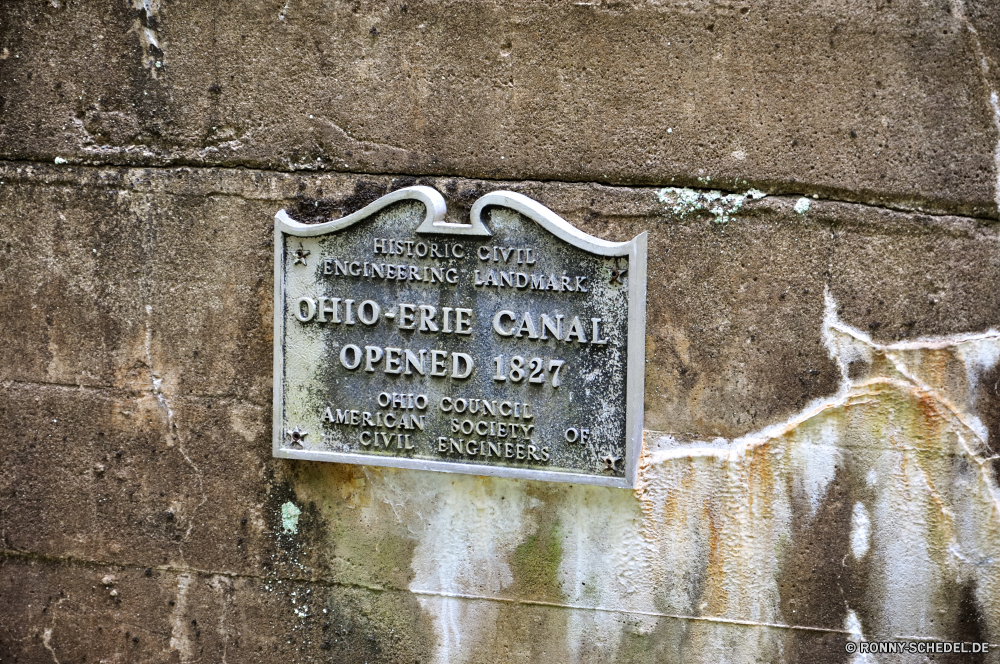 HISTORIC CIVIL
ENGINEERING LANDMARK
OHIO-ERIE CANAL
OPENED 1827
OHIO COUNCIL
AMERICAN SOCIETY OF
CIVIL ENGINEERS
© RONNY-SCHEDEL.DE